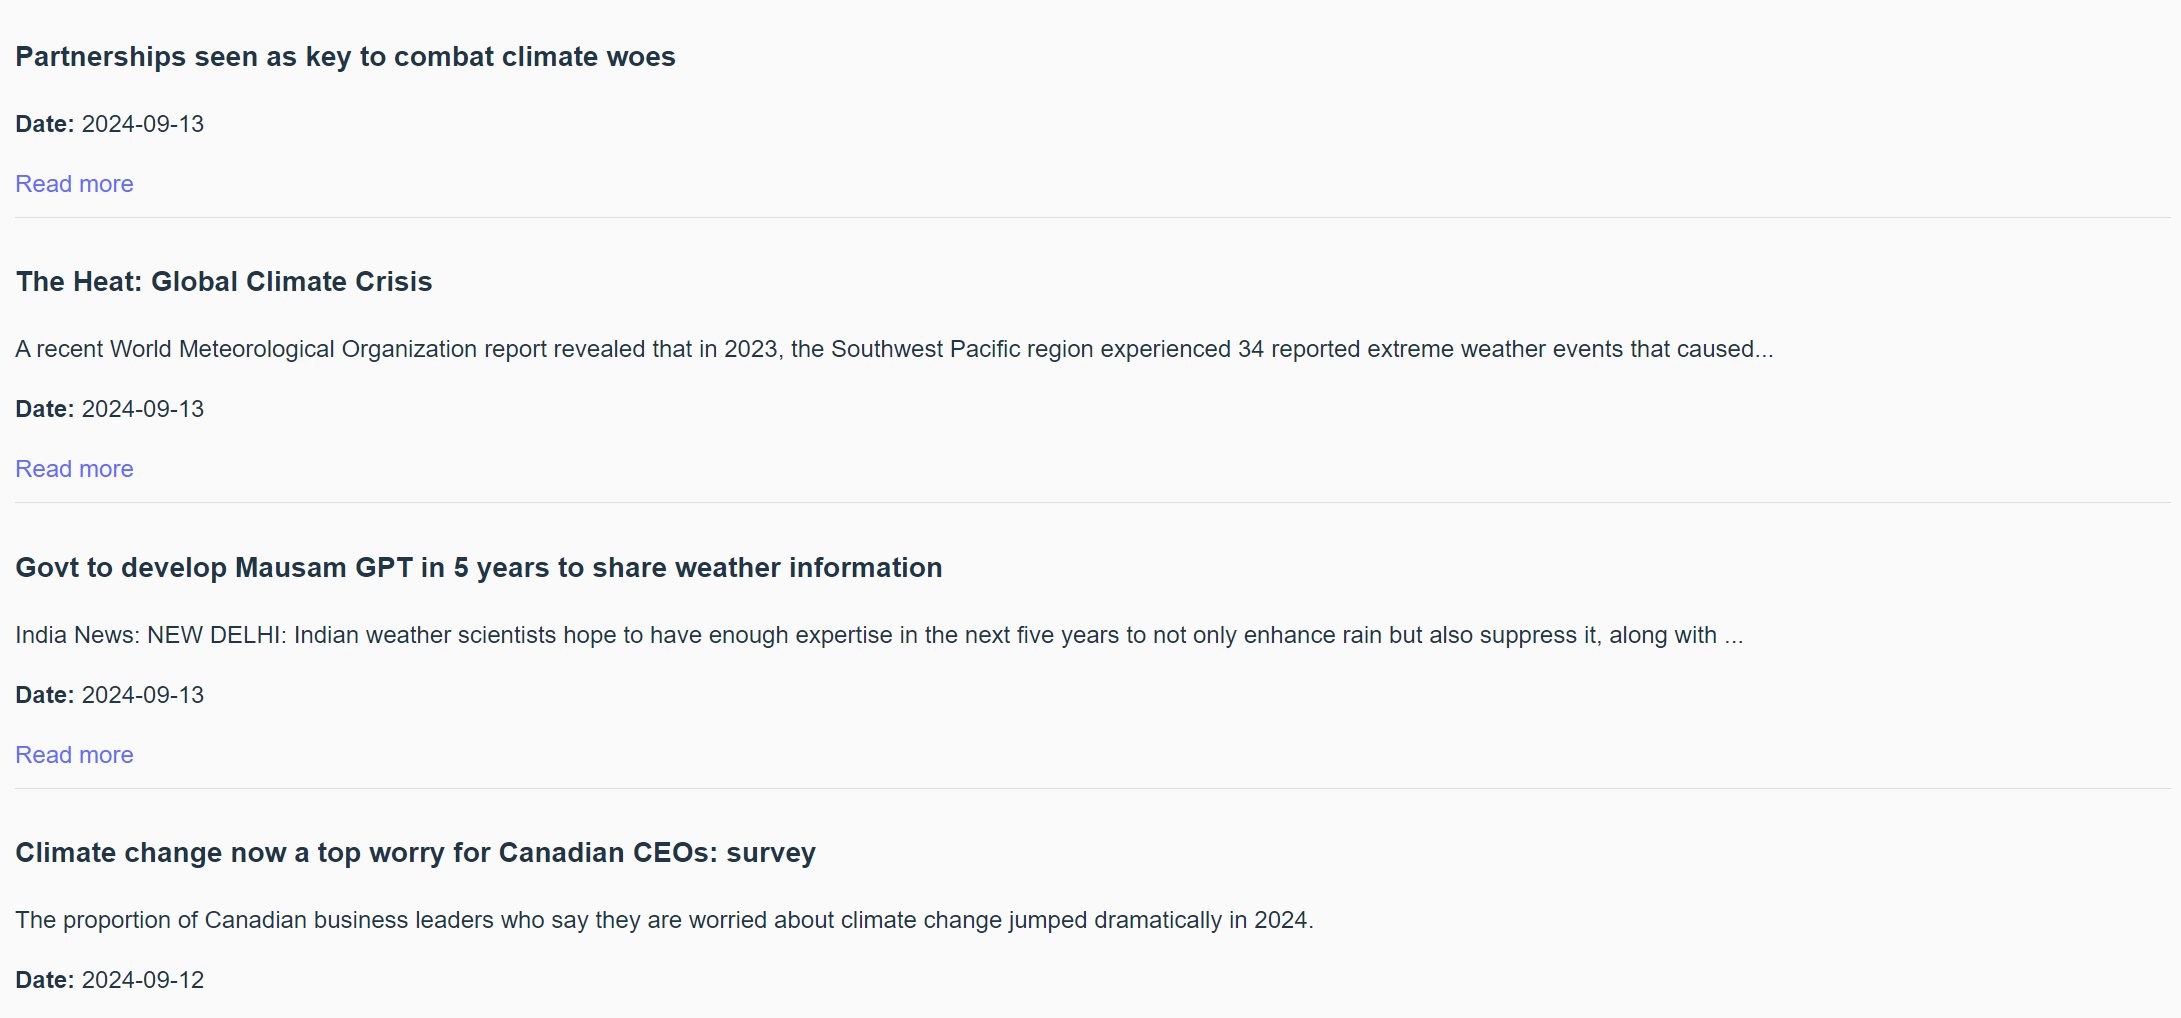 Partnerships seen as key to combat climate woes
Date: 2024-09-13
Read more
The Heat: Global Climate Crisis
A recent World Meteorological Organization report revealed that in 2023, the Southwest Pacific region experienced 34 reported extreme weather events that caused...
Date: 2024-09-13
Read more
Govt to develop Mausam GPT in 5 years to share weather information
India News: NEW DELHI: Indian weather scientists hope to have enough expertise in the next five years to not only enhance rain but also suppress it, along with ...
Date: 2024-09-13
Read more
Climate change now a top worry for Canadian CEOs: survey
The proportion of Canadian business leaders who say they are worried about climate change jumped dramatically in 2024.
Date: 2024-09-12